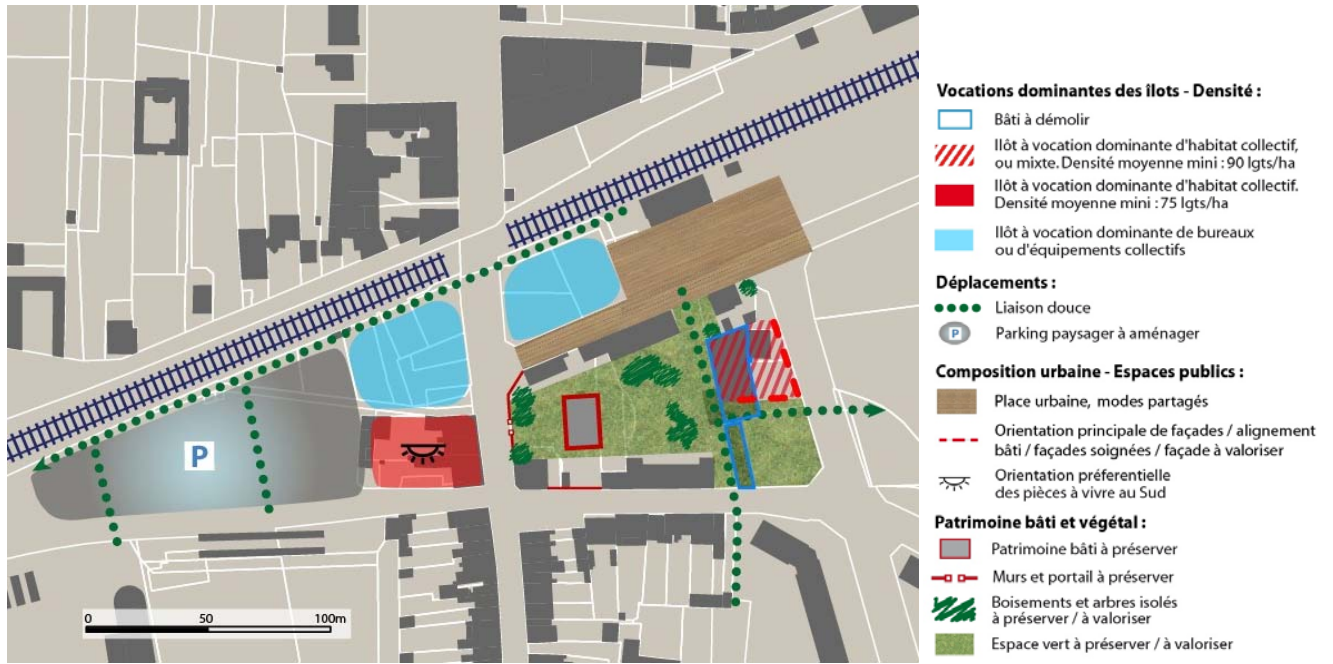 P
0 50 100m
Vocations dominantes des îlots - Densité :
Bâti à démolir
Ilôt à vocation dominante d'habitat collectif,
ou mixte. Densité moyenne mini : 90 lgts/ha
Ilôt à vocation dominante d'habitat collectif.
Densité moyenne mini : 75 lgts/ha
Ilôt à vocation dominante de bureaux
ou d'équipements collectifs
Déplacements :
Liaison douce
P Parking paysager à aménager
Composition urbaine - Espaces publics :
Place urbaine, modes partagés
Orientation principale de façades / alignement
bâti / façades soignées / façade à valoriser
Orientation préferentielle
des pièces à vivre au Sud
Patrimoine bâti et végétal :
Patrimoine bâti à préserver
Murs et portail à préserver
Boisements et arbres isolés
à préserver / à valoriser
Espace vert à préserver / à valoriser